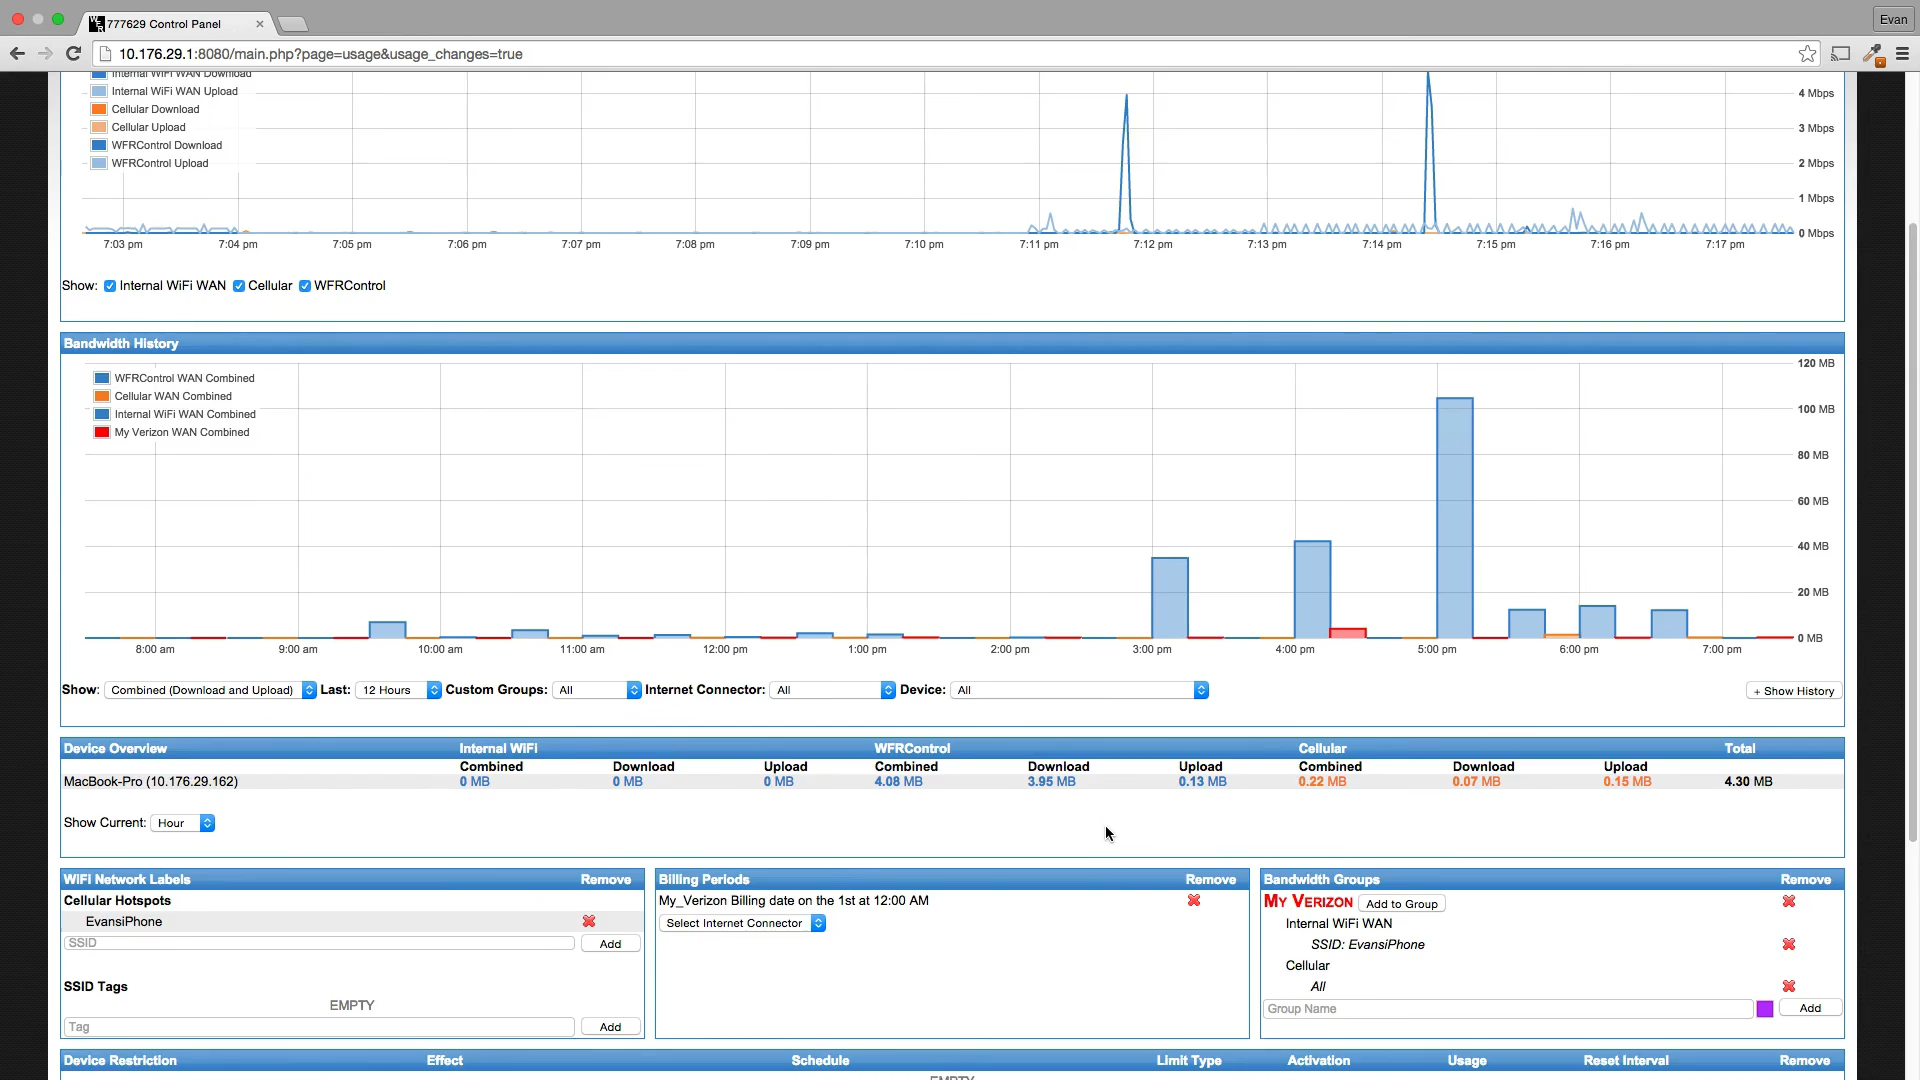 777629 Control Panel
Evan
10.176.29.1:8080/main.php?page=usage&usage_changes=true
Internal WiFi WAN Download
Internal WiFi WAN Upload
Cellular Download
Cellular Upload
WFRControl Download
WFRControl Upload
4 Mbps
3 Mbps
2 Mbps
1 Mbps
0 Mbps
7:03 pm 7:04 pm 7:05 pm 7:06 pm 7:07 pm 7:08 pm 7:09 pm 7:10 pm 7:11 pm 7:12 pm 7:13 pm 7:14 pm 7:15 pm 7:16 pm 7:17 pm
Show: Internal WiFi WAN Cellular WFRControl
Bandwidth History
WFRControl WAN Combined
Cellular WAN Combined
Internal WiFi WAN Combined
My Verizon WAN Combined
120 MB
100 MB
80 MB
60 MB
40 MB
20 MB
0 MB
8:00 am 9:00 am 10:00 am 11:00 am 12:00 pm 1:00 pm 2:00 pm 3:00 pm 4:00 pm 5:00 pm 6:00 pm 7:00 pm
Show: Combined (Download and Upload) Last: 12 Hours Custom Groups: All Internet Connector: All Device: All + Show History
Device Overview Internal WiFi WFRControl Cellular Total
Combined Download Upload Combined Download Upload Combined Download Upload
MacBook-Pro (10.176.29.162) 0 MB 0 MB 0 MB 4.08 MB 3.95 MB 0.13 MB 0.22 MB 0.07 MB 0.15 MB 4.30 MB
Show Current: Hour
WiFi Network Labels Remove
Cellular Hotspots
EvansiPhone
SSID Add
SSID Tags
EMPTY
Tag Add
Billing Periods Remove
My_Verizon Billing date on the 1st at 12:00 AM
Select Internet Connector
Bandwidth Groups Remove
My Verizon Add to Group
Internal WiFi WAN
SSID: EvansiPhone
Cellular
All
Group Name Add
Device Restriction Effect Schedule Limit Type Activation Usage Reset Interval Remove
EMPTY